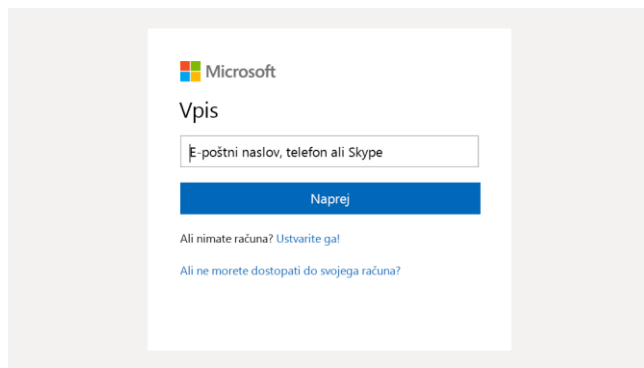 Microsoft
Vpis
E-poštni naslov, telefon ali Skype
Naprej
Ali nimate računa? Ustvarite ga!
Ali ne morete dostopati do svojega računa?